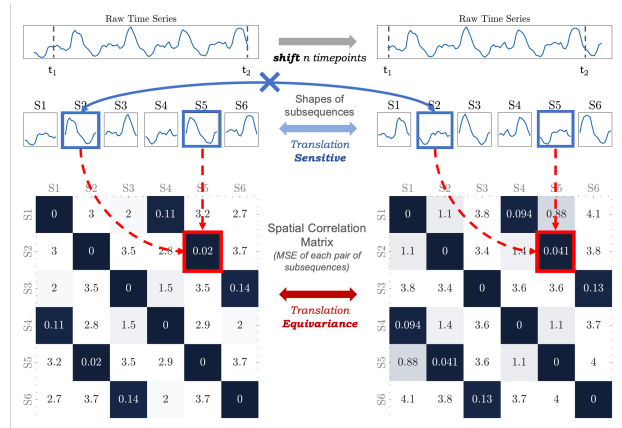 Raw Time Series
Raw Time Series
shift n timepoints
t1 t2
t1 t2
S1 S2 S3 S4 S5 S6
Shapes of
subsequences
S1 S2 S3 S4 S5 S6
Translation
Sensitive
S1 S2 S3 S4 S5 S6
S1 0 3 2 0.11 3.2 2.7
S2 3 0 3.5 2.8 0.02 3.7
S3 2 3.5 0 1.5 3.5 0.14
S4 0.11 2.8 1.5 0 2.9 2
S5 3.2 0.02 3.5 2.9 0 3.7
S6 2.7 3.7 0.14 2 3.7 0
Spatial Correlation
Matrix
(MSE of each pair of
subsequences)
Translation
Equivariance
S1 S2 S3 S4 S5 S6
S1 0 1.1 3.8 0.094 0.88 4.1
S2 1.1 0 3.4 1.4 0.041 3.8
S3 3.8 3.4 0 3.6 3.6 0.13
S4 0.094 1.4 3.6 0 1.1 3.7
S5 0.88 0.041 3.6 1.1 0 4
S6 4.1 3.8 0.13 3.7 4 0